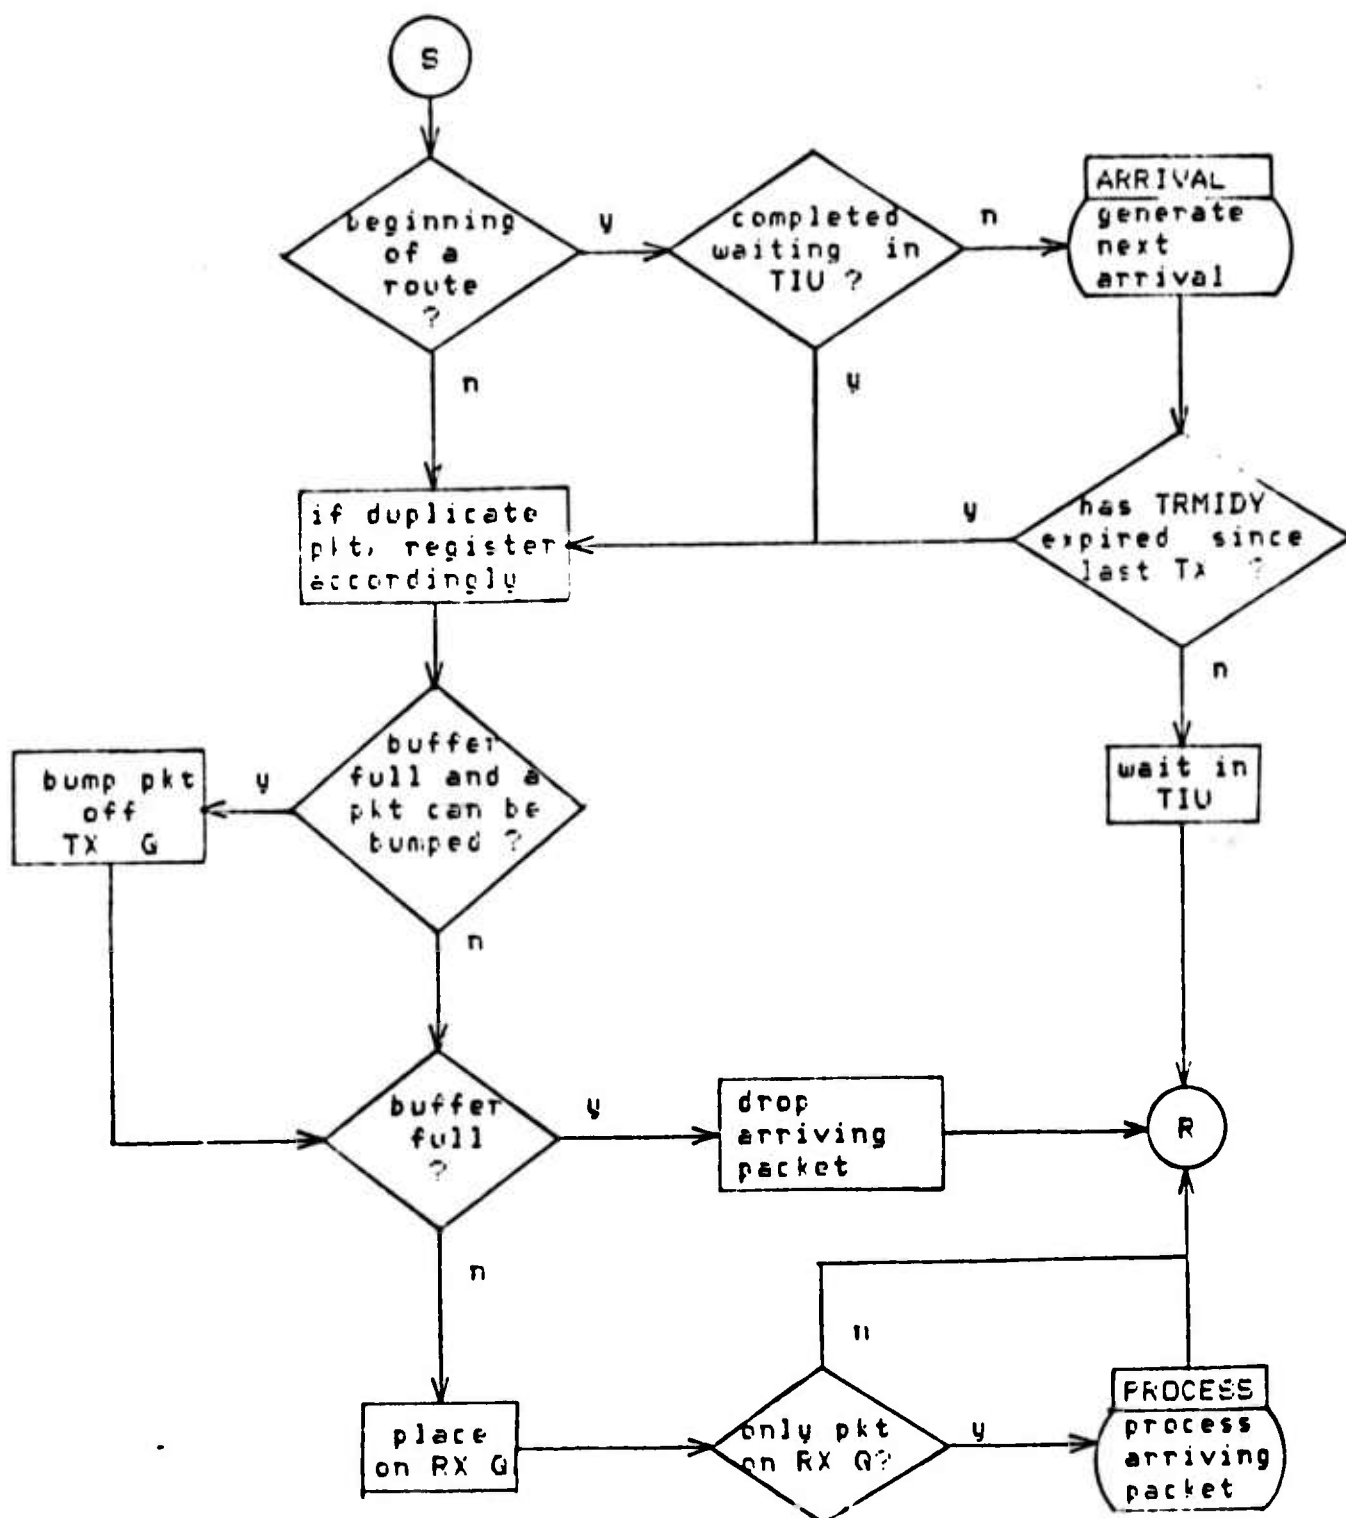 S
beginning
of a
route
?
y
completed
waiting in
TIU ?
n
ARRIVAL
generate
next
arrival
n
y
if duplicate
pkt, register
accordingly
y
has TRMIDY
expired since
last TX ?
n
wait in
TIU
buffer
full and a
pkt can be
bumped ?
y
bump pkt
off
TX Q
n
buffer
full
?
y
drop
arriving
packet
R
n
place
on RX Q
only pkt
on RX Q?
n
y
PROCESS
process
arriving
packet